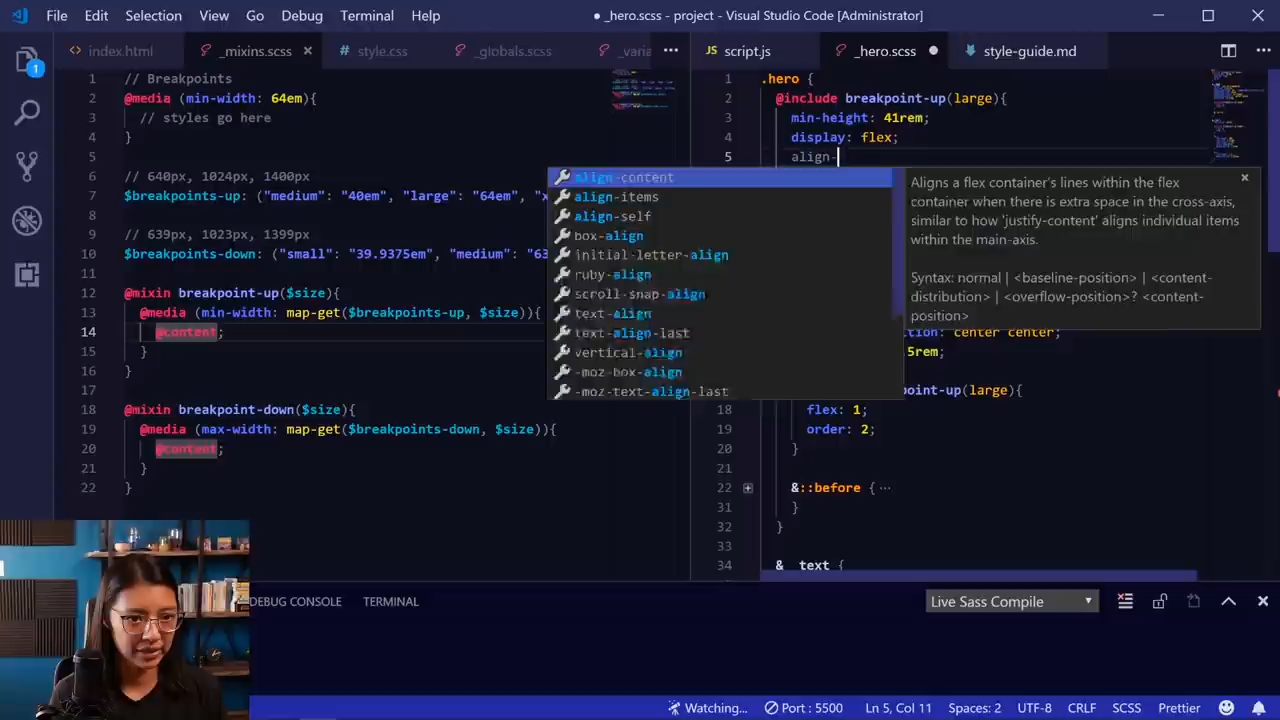 File Edit Selection View Go Debug Terminal Help
● _hero.scss - project - Visual Studio Code [Administrator]
index.html _mixins.scss × style.css _globals.scss _varia ···
1 // Breakpoints
2 @media (min-width: 64em){
3 // styles go here
4 }
5
6 // 640px, 1024px, 1400px
7 $breakpoints-up: ("medium": "40em", "large": "64em", "x
8
9 // 639px, 1023px, 1399px
10 $breakpoints-down: ("small": "39.9375em", "medium": "63
11
12 @mixin breakpoint-up($size){
13 @media (min-width: map-get($breakpoints-up, $size)){
14 @content;
15 }
16 }
17
18 @mixin breakpoint-down($size){
19 @media (max-width: map-get($breakpoints-down, $size)){
20 @content;
21 }
22 }
JS script.js _hero.scss ● style-guide.md ···
1 .hero {
2 @include breakpoint-up(large){
3 min-height: 41rem;
4 display: flex;
5 align-
align-content
align-items
align-self
box-align
initial-letter-align
ruby-align
scroll-snap-align
text-align
text-align-last
vertical-align
-moz-box-align
-moz-text-align-last
Aligns a flex container's lines within the flex
container when there is extra space in the cross-axis,
similar to how 'justify-content' aligns individual items
within the main-axis.
Syntax: normal | <baseline-position> | <content-
distribution> | <overflow-position>? <content-
position>
tion: center center;
5rem;
point-up(large){
18 flex: 1;
19 order: 2;
20 }
21
22 &::before { ···
31 }
32 }
33
34 &__text {
1
DEBUG CONSOLE TERMINAL
Live Sass Compile
Watching... Port : 5500 Ln 5, Col 11 Spaces: 2 UTF-8 CRLF SCSS Prettier